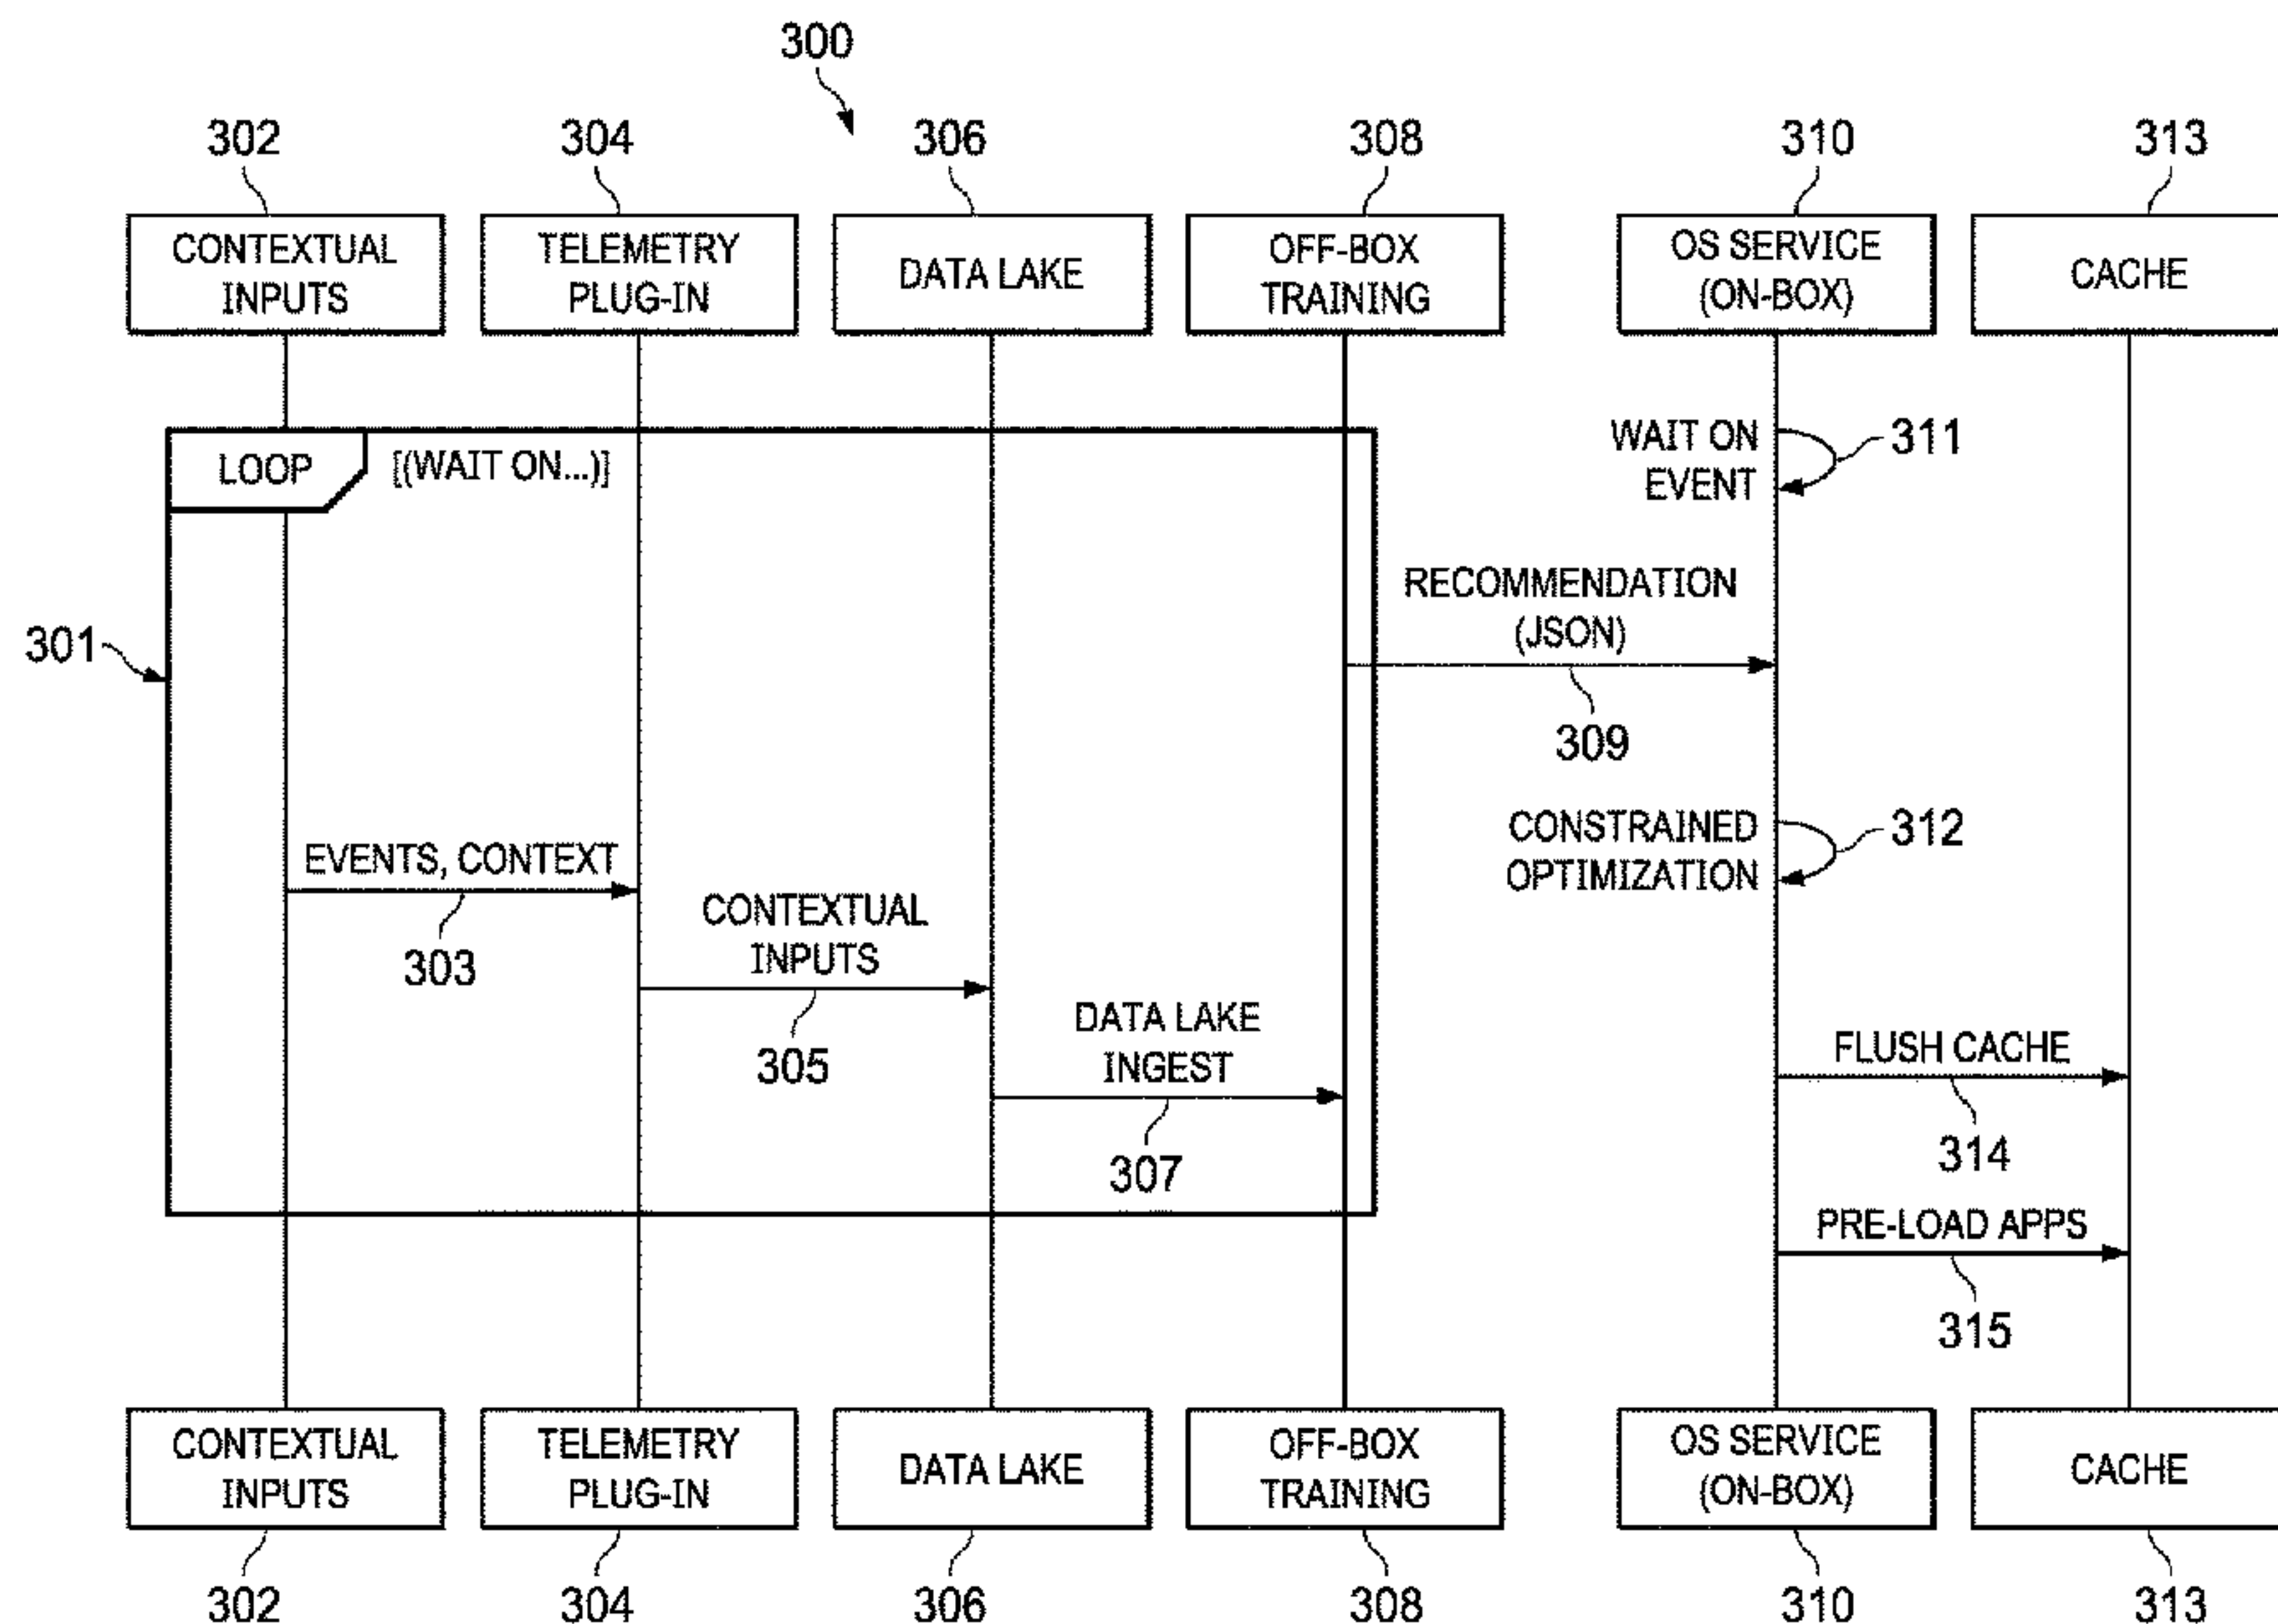 300
302
304
306
308
310
313
CONTEXTUAL
INPUTS
TELEMETRY
PLUG-IN
DATA LAKE
OFF-BOX
TRAINING
OS SERVICE
(ON-BOX)
CACHE
LOOP
[(WAIT ON...)]
WAIT ON
EVENT
311
RECOMMENDATION
(JSON)
301
309
CONSTRAINED
OPTIMIZATION
312
EVENTS, CONTEXT
303
CONTEXTUAL
INPUTS
305
DATA LAKE
INGEST
307
FLUSH CACHE
314
PRE-LOAD APPS
315
CONTEXTUAL
INPUTS
TELEMETRY
PLUG-IN
DATA LAKE
OFF-BOX
TRAINING
OS SERVICE
(ON-BOX)
CACHE
302
304
306
308
310
313